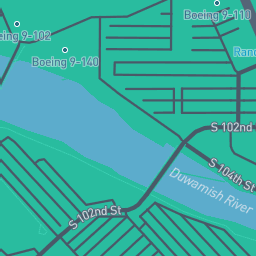 Boeing 9-110
Boeing 9-102
Boeing 9-140
S 102nd
S 104th St
Duwamish River
S 102nd St